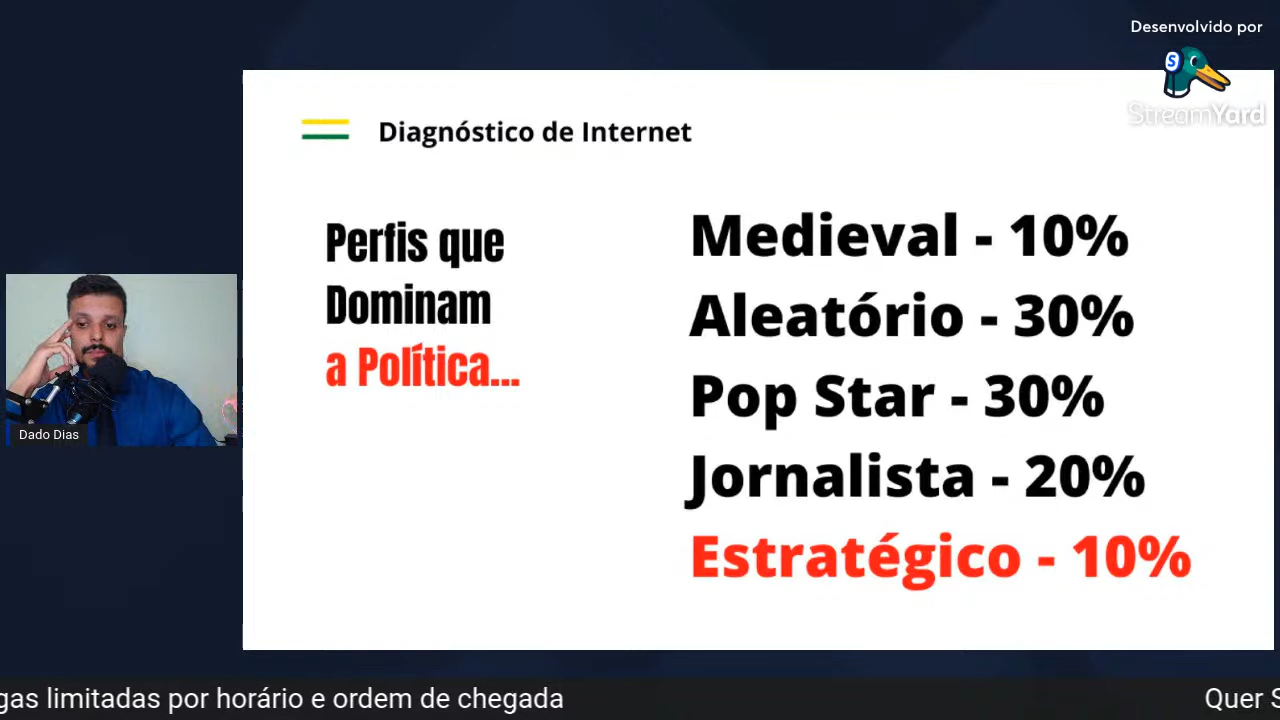 Desenvolvido por
StreamYard
Diagnóstico de Internet
Perfis que
Dominam
a Política...
Medieval - 10%
Aleatório - 30%
Pop Star - 30%
Jornalista - 20%
Estratégico - 10%
Dado Dias
gas limitadas por horário e ordem de chegada
Quer S